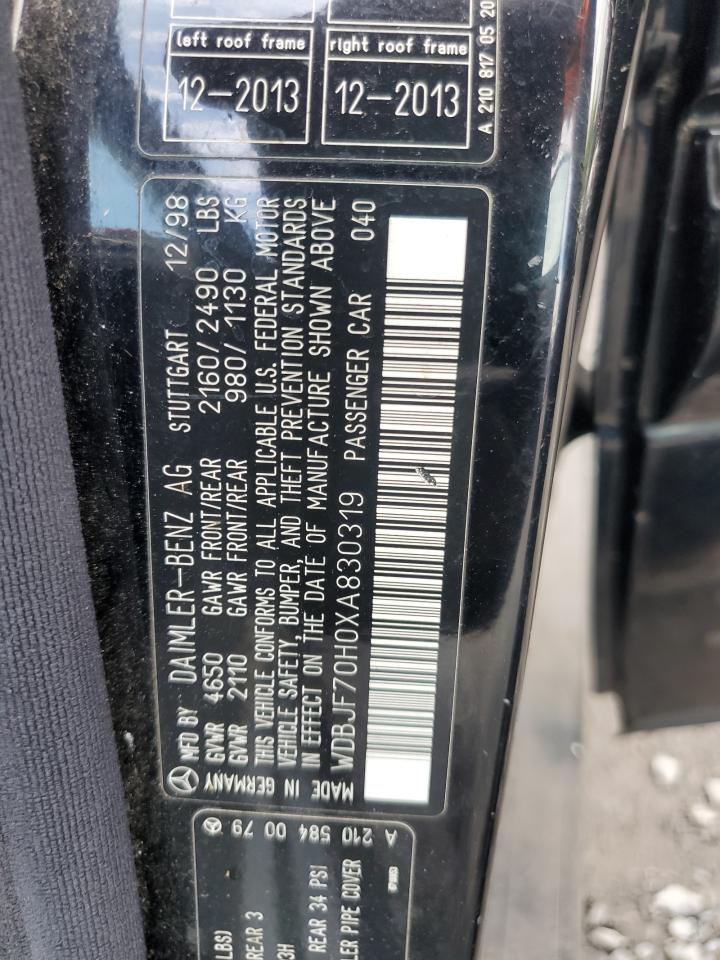 left roof frame
12-2013
right roof frame
12-2013
A 210 817 05 20
MFD BY DAIMLER-BENZ AG STUTTGART 12/98
GVWR 4650 GAWR FRONT/REAR 2160/2490 LBS
GVWR 2110 GAWR FRONT/REAR 980/1130 KG
THIS VEHICLE CONFORMS TO ALL APPLICABLE U.S. FEDERAL MOTOR
VEHICLE SAFETY, BUMPER, AND THEFT PREVENTION STANDARDS
IN EFFECT ON THE DATE OF MANUFACTURE SHOWN ABOVE
MADE IN GERMANY
WDBJF70H0XA830319 PASSENGER CAR 040
A 210 584 00 79
LBS)
REAR 3
3H
REAR 34 PSI
LER PIPE COVER